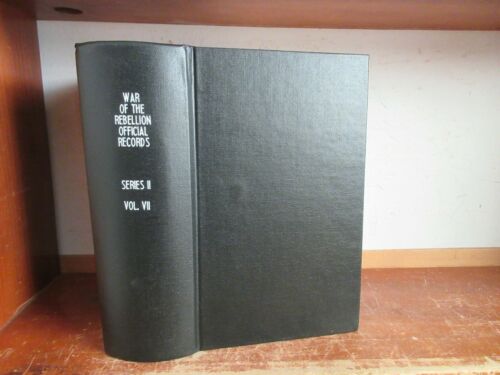 WAR
OF THE
REBELLION
OFFICIAL
RECORDS
SERIES II
VOL. VII